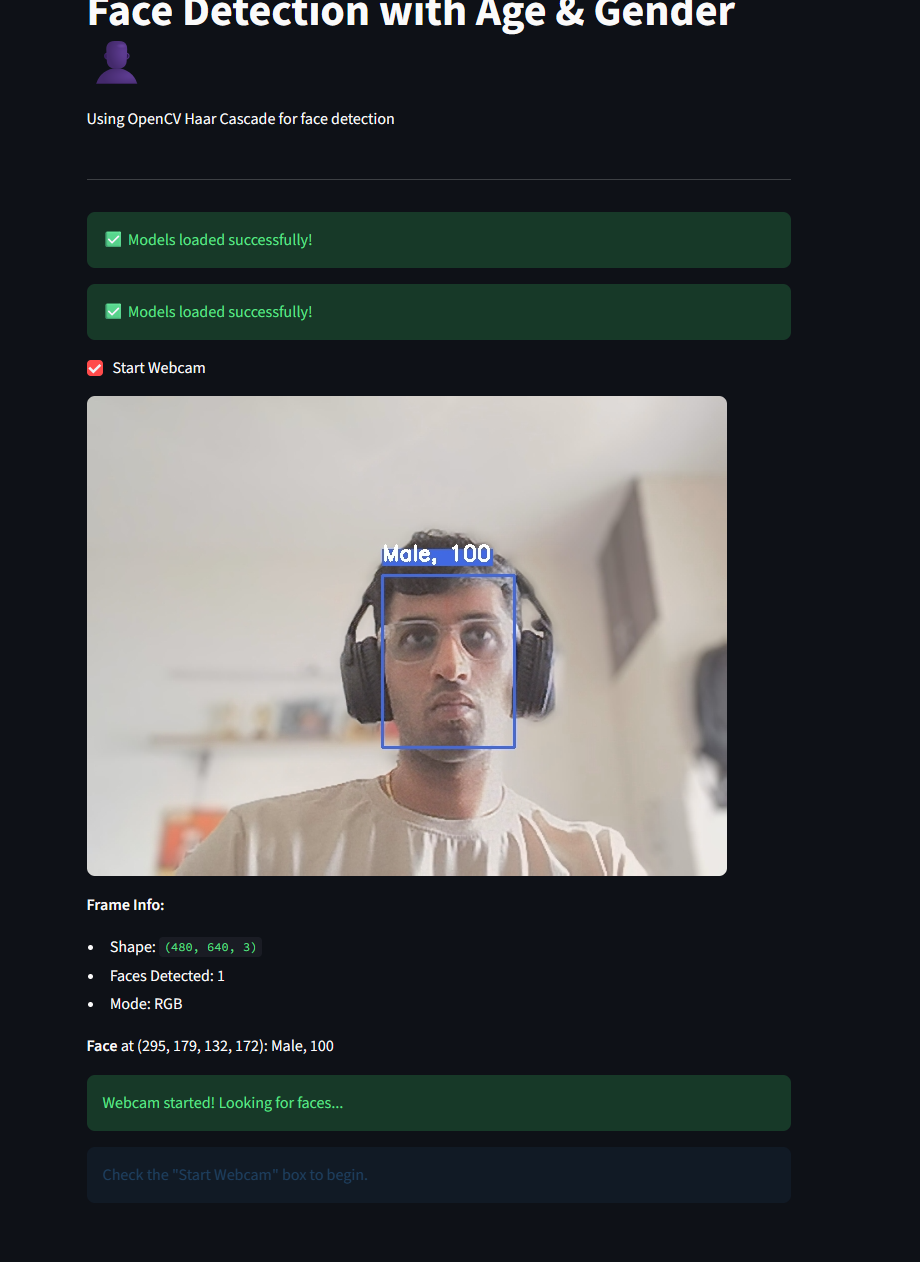 Face Detection with Age & Gender
Using OpenCV Haar Cascade for face detection
Models loaded successfully!
Models loaded successfully!
Start Webcam
Male, 100
Frame Info:
Shape: (480, 640, 3)
Faces Detected: 1
Mode: RGB
Face at (295, 179, 132, 172): Male, 100
Webcam started! Looking for faces...
Check the "Start Webcam" box to begin.